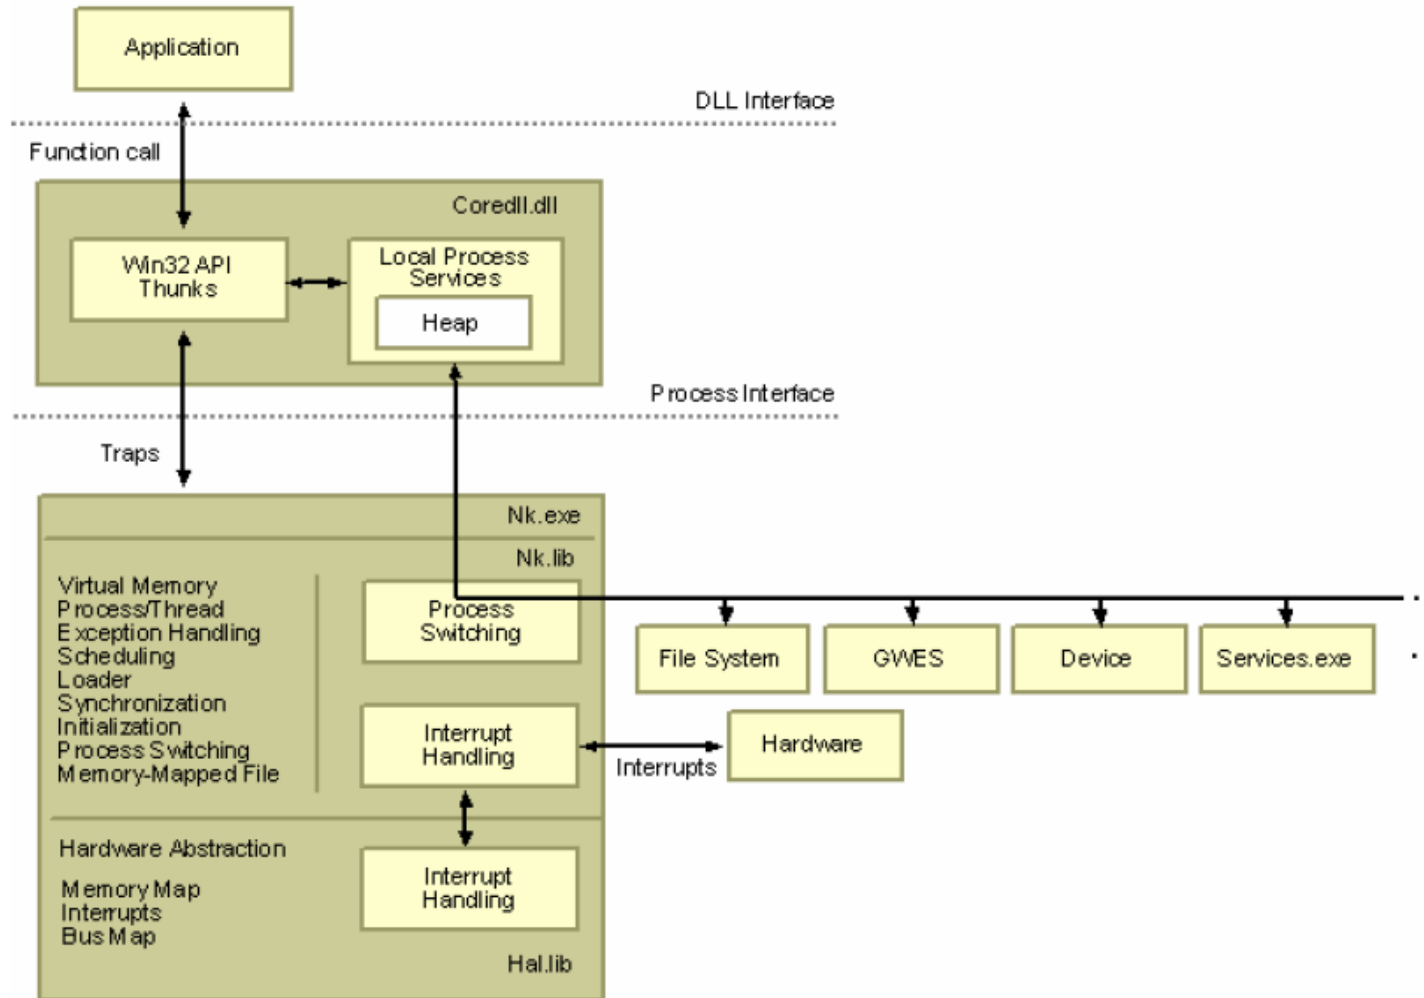 Application
DLL Interface
Function call
Coredll.dll
Win32 API
Thunks
Local Process
Services
Heap
Process Interface
Traps
Nk.exe
Nk.lib
Virtual Memory
Process/Thread
Exception Handling
Scheduling
Loader
Synchronization
Initialization
Process Switching
Memory-Mapped File
Process
Switching
File System
GWES
Device
Services.exe
Interrupt
Handling
Interrupts
Hardware
Hardware Abstraction
Memory Map
Interrupts
Bus Map
Interrupt
Handling
Hal.lib